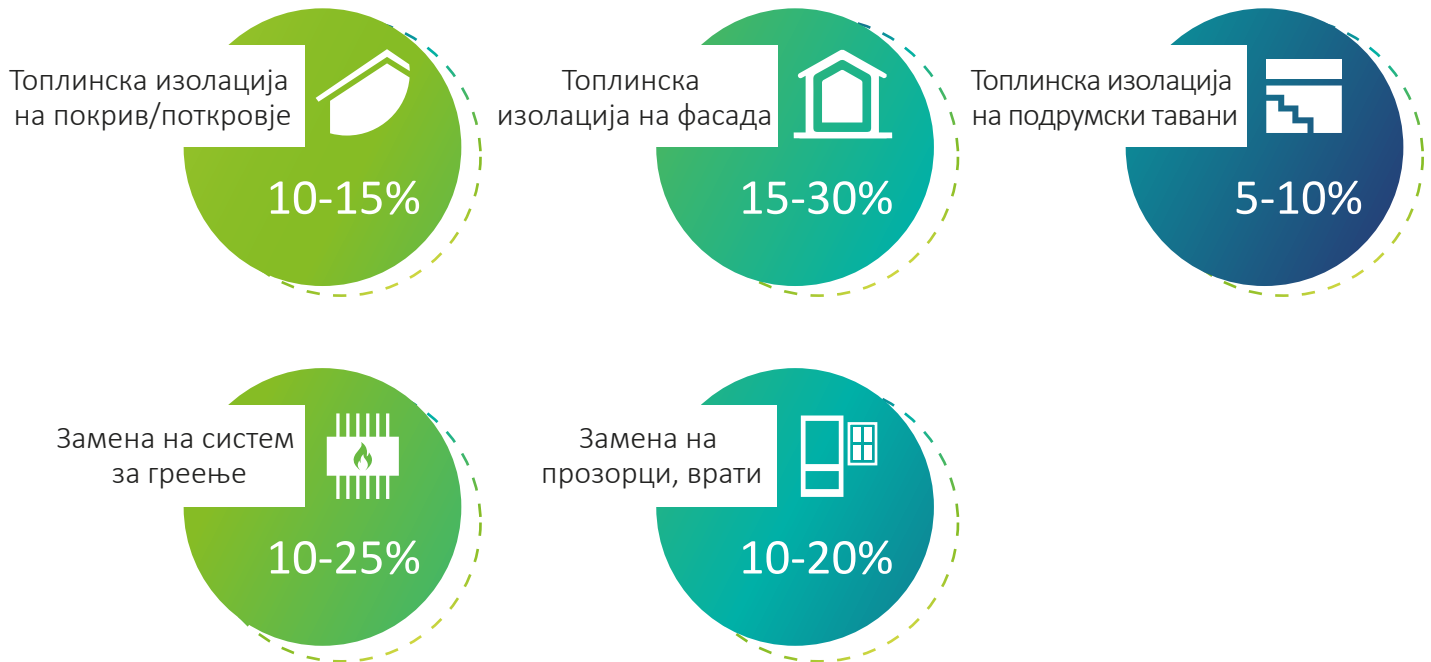 Топлинска изолација
на покрив/поткровје
10-15%
Топлинска
изолација на фасада
15-30%
Топлинска изолација
на подрумски тавани
5-10%
Замена на систем
за греење
10-25%
Замена на
прозорци, врати
10-20%